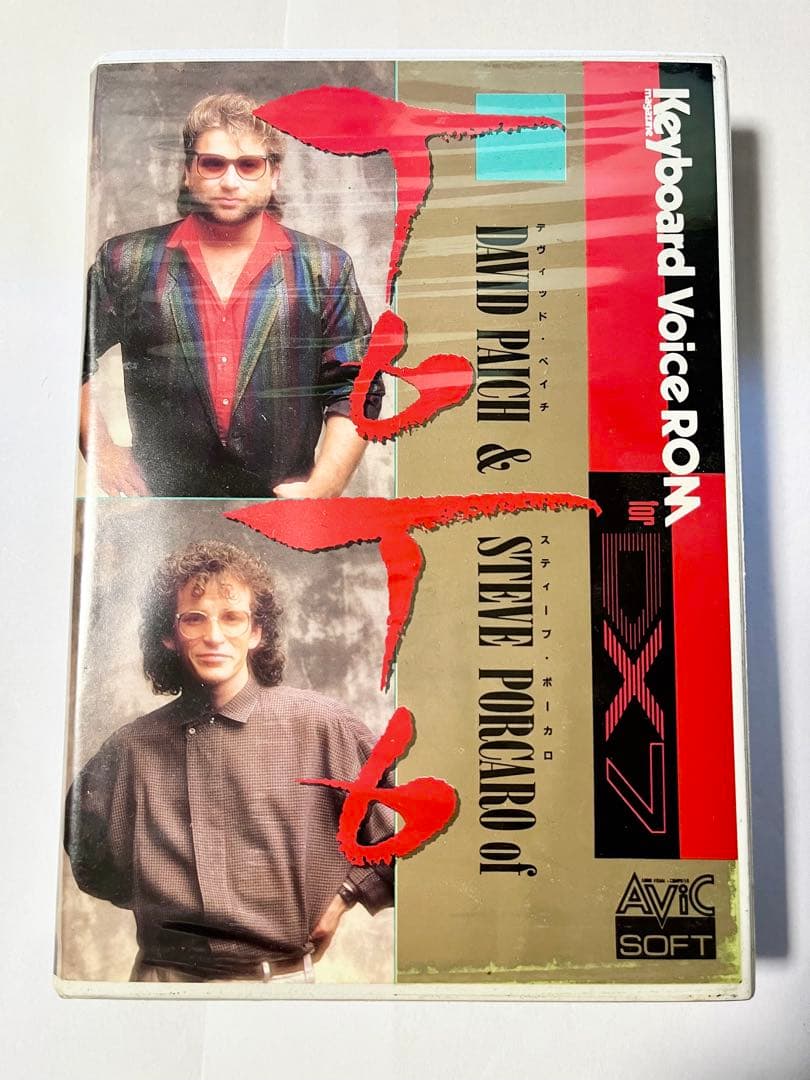 Keyboard Voice ROM
magazine
for DX7
デヴィッド・ペイチ スティーブ・ポーカロ
DAVID PAICH & STEVE PORCARO of
TOTO
AViC
SOFT